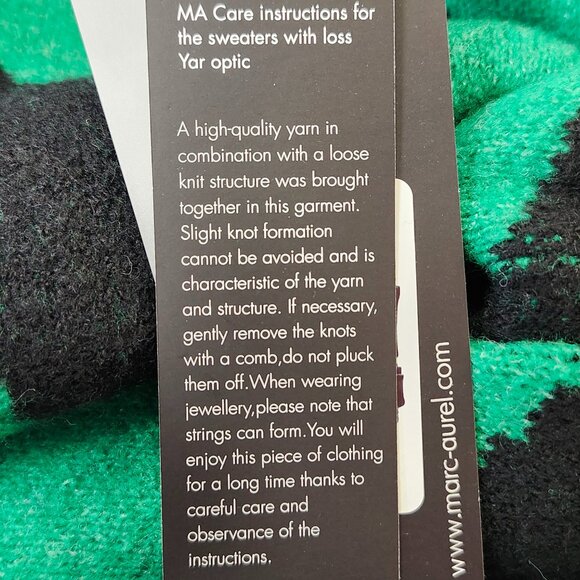 MA Care instructions for
the sweaters with loss
Yar optic
A high-quality yarn in
combination with a loose
knit structure was brought
together in this garment.
Slight knot formation
cannot be avoided and is
characteristic of the yarn
and structure. If necessary,
gently remove the knots
with a comb,do not pluck
them off.When wearing
jewellery,please note that
strings can form.You will
enjoy this piece of clothing
for a long time thanks to
careful care and
observance of the
instructions.
www.marc-aurel.com